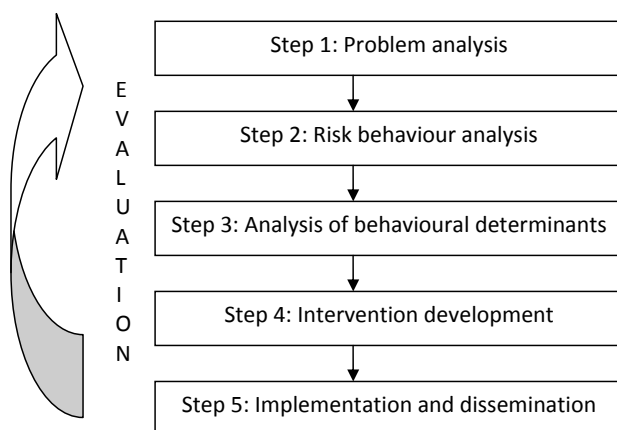 EVALUATION
Step 1: Problem analysis
Step 2: Risk behaviour analysis
Step 3: Analysis of behavioural determinants
Step 4: Intervention development
Step 5: Implementation and dissemination